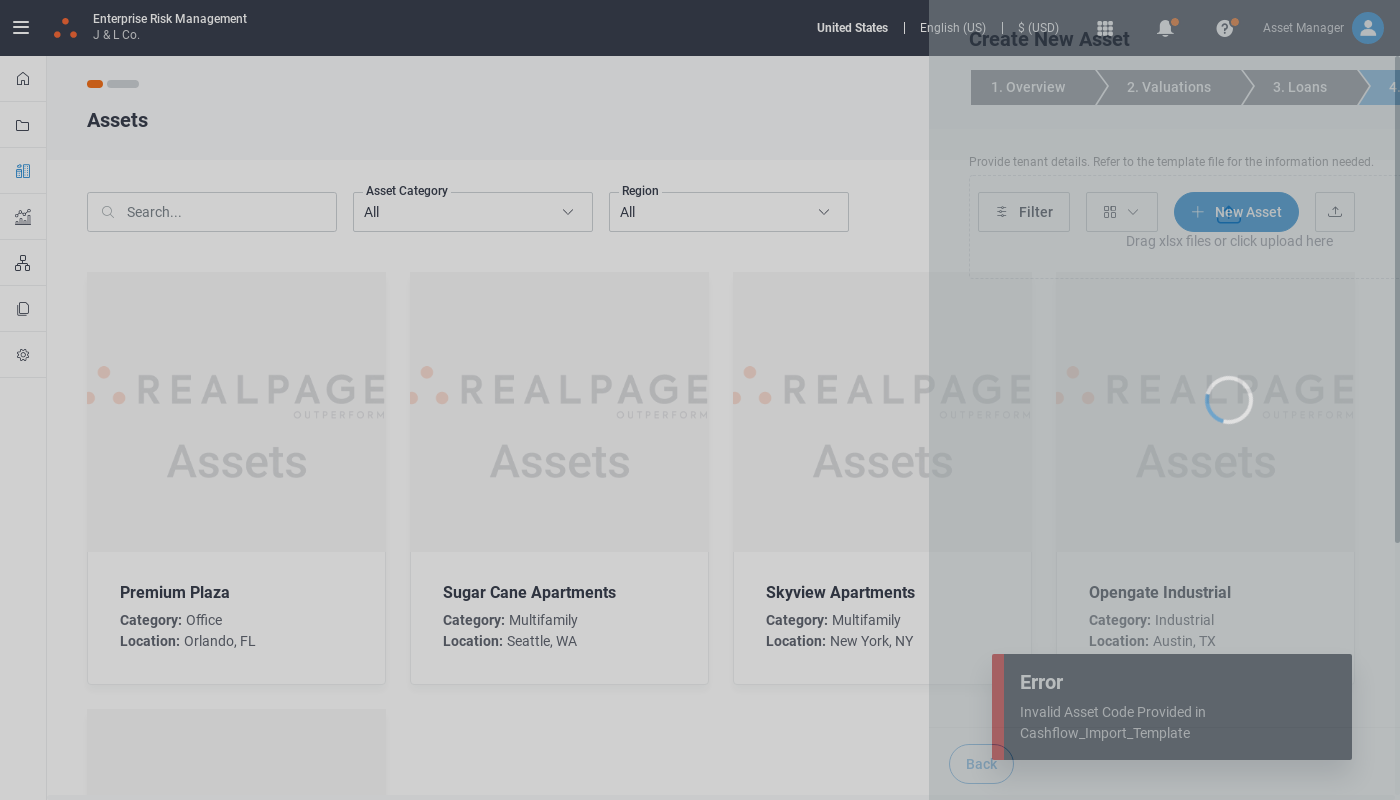 Enterprise Risk Management
J & L Co.
United States
English (US)
$ (USD)
Asset Manager
Create New Asset
1. Overview
2. Valuations
3. Loans
4.
Assets
Provide tenant details. Refer to the template file for the information needed.
Search...
Asset Category
All
Region
All
Filter
New Asset
Drag xlsx files or click upload here
REALPAGE
OUTPERFORM
Assets
REALPAGE
OUTPERFORM
Assets
REALPAGE
OUTPERFORM
Assets
REALPAGE
OUTPERFORM
Assets
Premium Plaza
Category: Office
Location: Orlando, FL
Sugar Cane Apartments
Category: Multifamily
Location: Seattle, WA
Skyview Apartments
Category: Multifamily
Location: New York, NY
Opengate Industrial
Category: Industrial
Location: Austin, TX
Error
Invalid Asset Code Provided in
Cashflow_Import_Template
Back